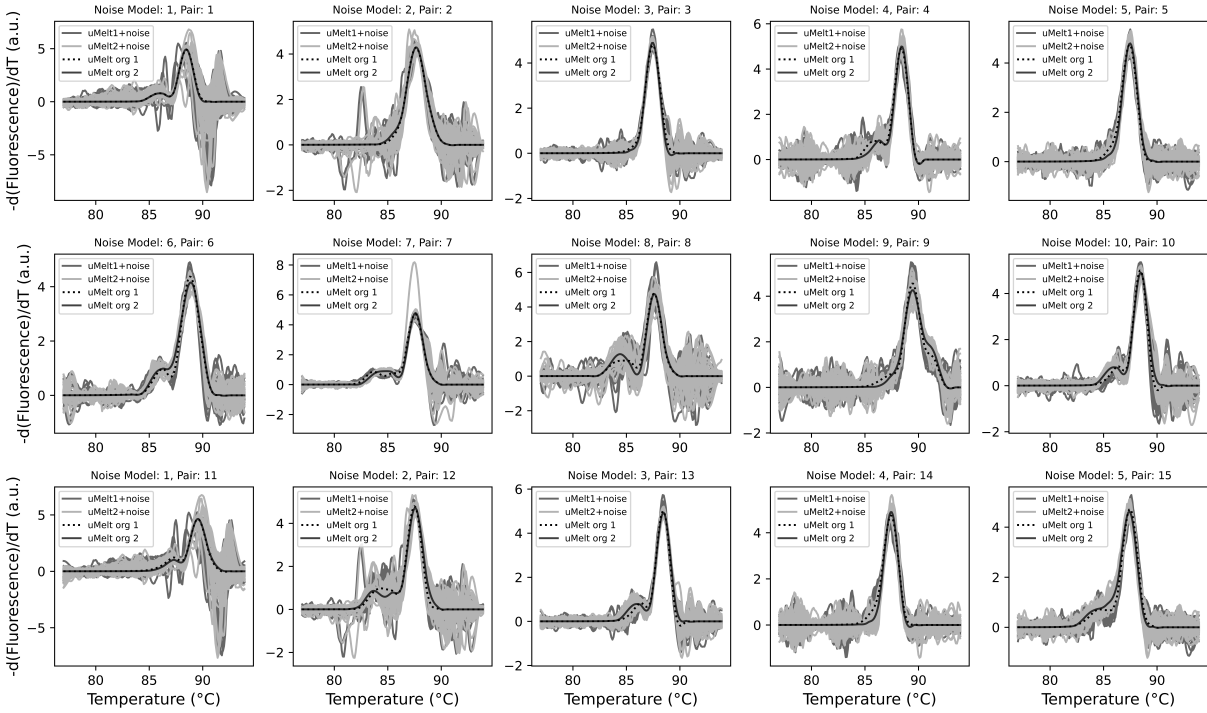 Noise Model: 1, Pair: 1
-d(Fluorescence)/dT (a.u.)
uMelt1+noise
uMelt2+noise
uMelt org 1
uMelt org 2
5
0
−5
80 85 90
Noise Model: 2, Pair: 2
uMelt1+noise
uMelt2+noise
uMelt org 1
uMelt org 2
4
2
0
−2
80 85 90
Noise Model: 3, Pair: 3
uMelt1+noise
uMelt2+noise
uMelt org 1
uMelt org 2
4
2
0
−2
80 85 90
Noise Model: 4, Pair: 4
uMelt1+noise
uMelt2+noise
uMelt org 1
uMelt org 2
6
4
2
0
80 85 90
Noise Model: 5, Pair: 5
uMelt1+noise
uMelt2+noise
uMelt org 1
uMelt org 2
4
2
0
80 85 90
Noise Model: 6, Pair: 6
-d(Fluorescence)/dT (a.u.)
uMelt1+noise
uMelt2+noise
uMelt org 1
uMelt org 2
4
2
0
80 85 90
Noise Model: 7, Pair: 7
uMelt1+noise
uMelt2+noise
uMelt org 1
uMelt org 2
8
6
4
2
0
−2
80 85 90
Noise Model: 8, Pair: 8
uMelt1+noise
uMelt2+noise
uMelt org 1
uMelt org 2
6
4
2
0
−2
80 85 90
Noise Model: 9, Pair: 9
uMelt1+noise
uMelt2+noise
uMelt org 1
uMelt org 2
4
2
0
−2
80 85 90
Noise Model: 10, Pair: 10
uMelt1+noise
uMelt2+noise
uMelt org 1
uMelt org 2
4
2
0
−2
80 85 90
Noise Model: 1, Pair: 11
-d(Fluorescence)/dT (a.u.)
uMelt1+noise
uMelt2+noise
uMelt org 1
uMelt org 2
5
0
−5
80 85 90
Temperature (°C)
Noise Model: 2, Pair: 12
uMelt1+noise
uMelt2+noise
uMelt org 1
uMelt org 2
4
2
0
−2
80 85 90
Temperature (°C)
Noise Model: 3, Pair: 13
uMelt1+noise
uMelt2+noise
uMelt org 1
uMelt org 2
6
4
2
0
−2
80 85 90
Temperature (°C)
Noise Model: 4, Pair: 14
uMelt1+noise
uMelt2+noise
uMelt org 1
uMelt org 2
4
2
0
80 85 90
Temperature (°C)
Noise Model: 5, Pair: 15
uMelt1+noise
uMelt2+noise
uMelt org 1
uMelt org 2
4
2
0
80 85 90
Temperature (°C)